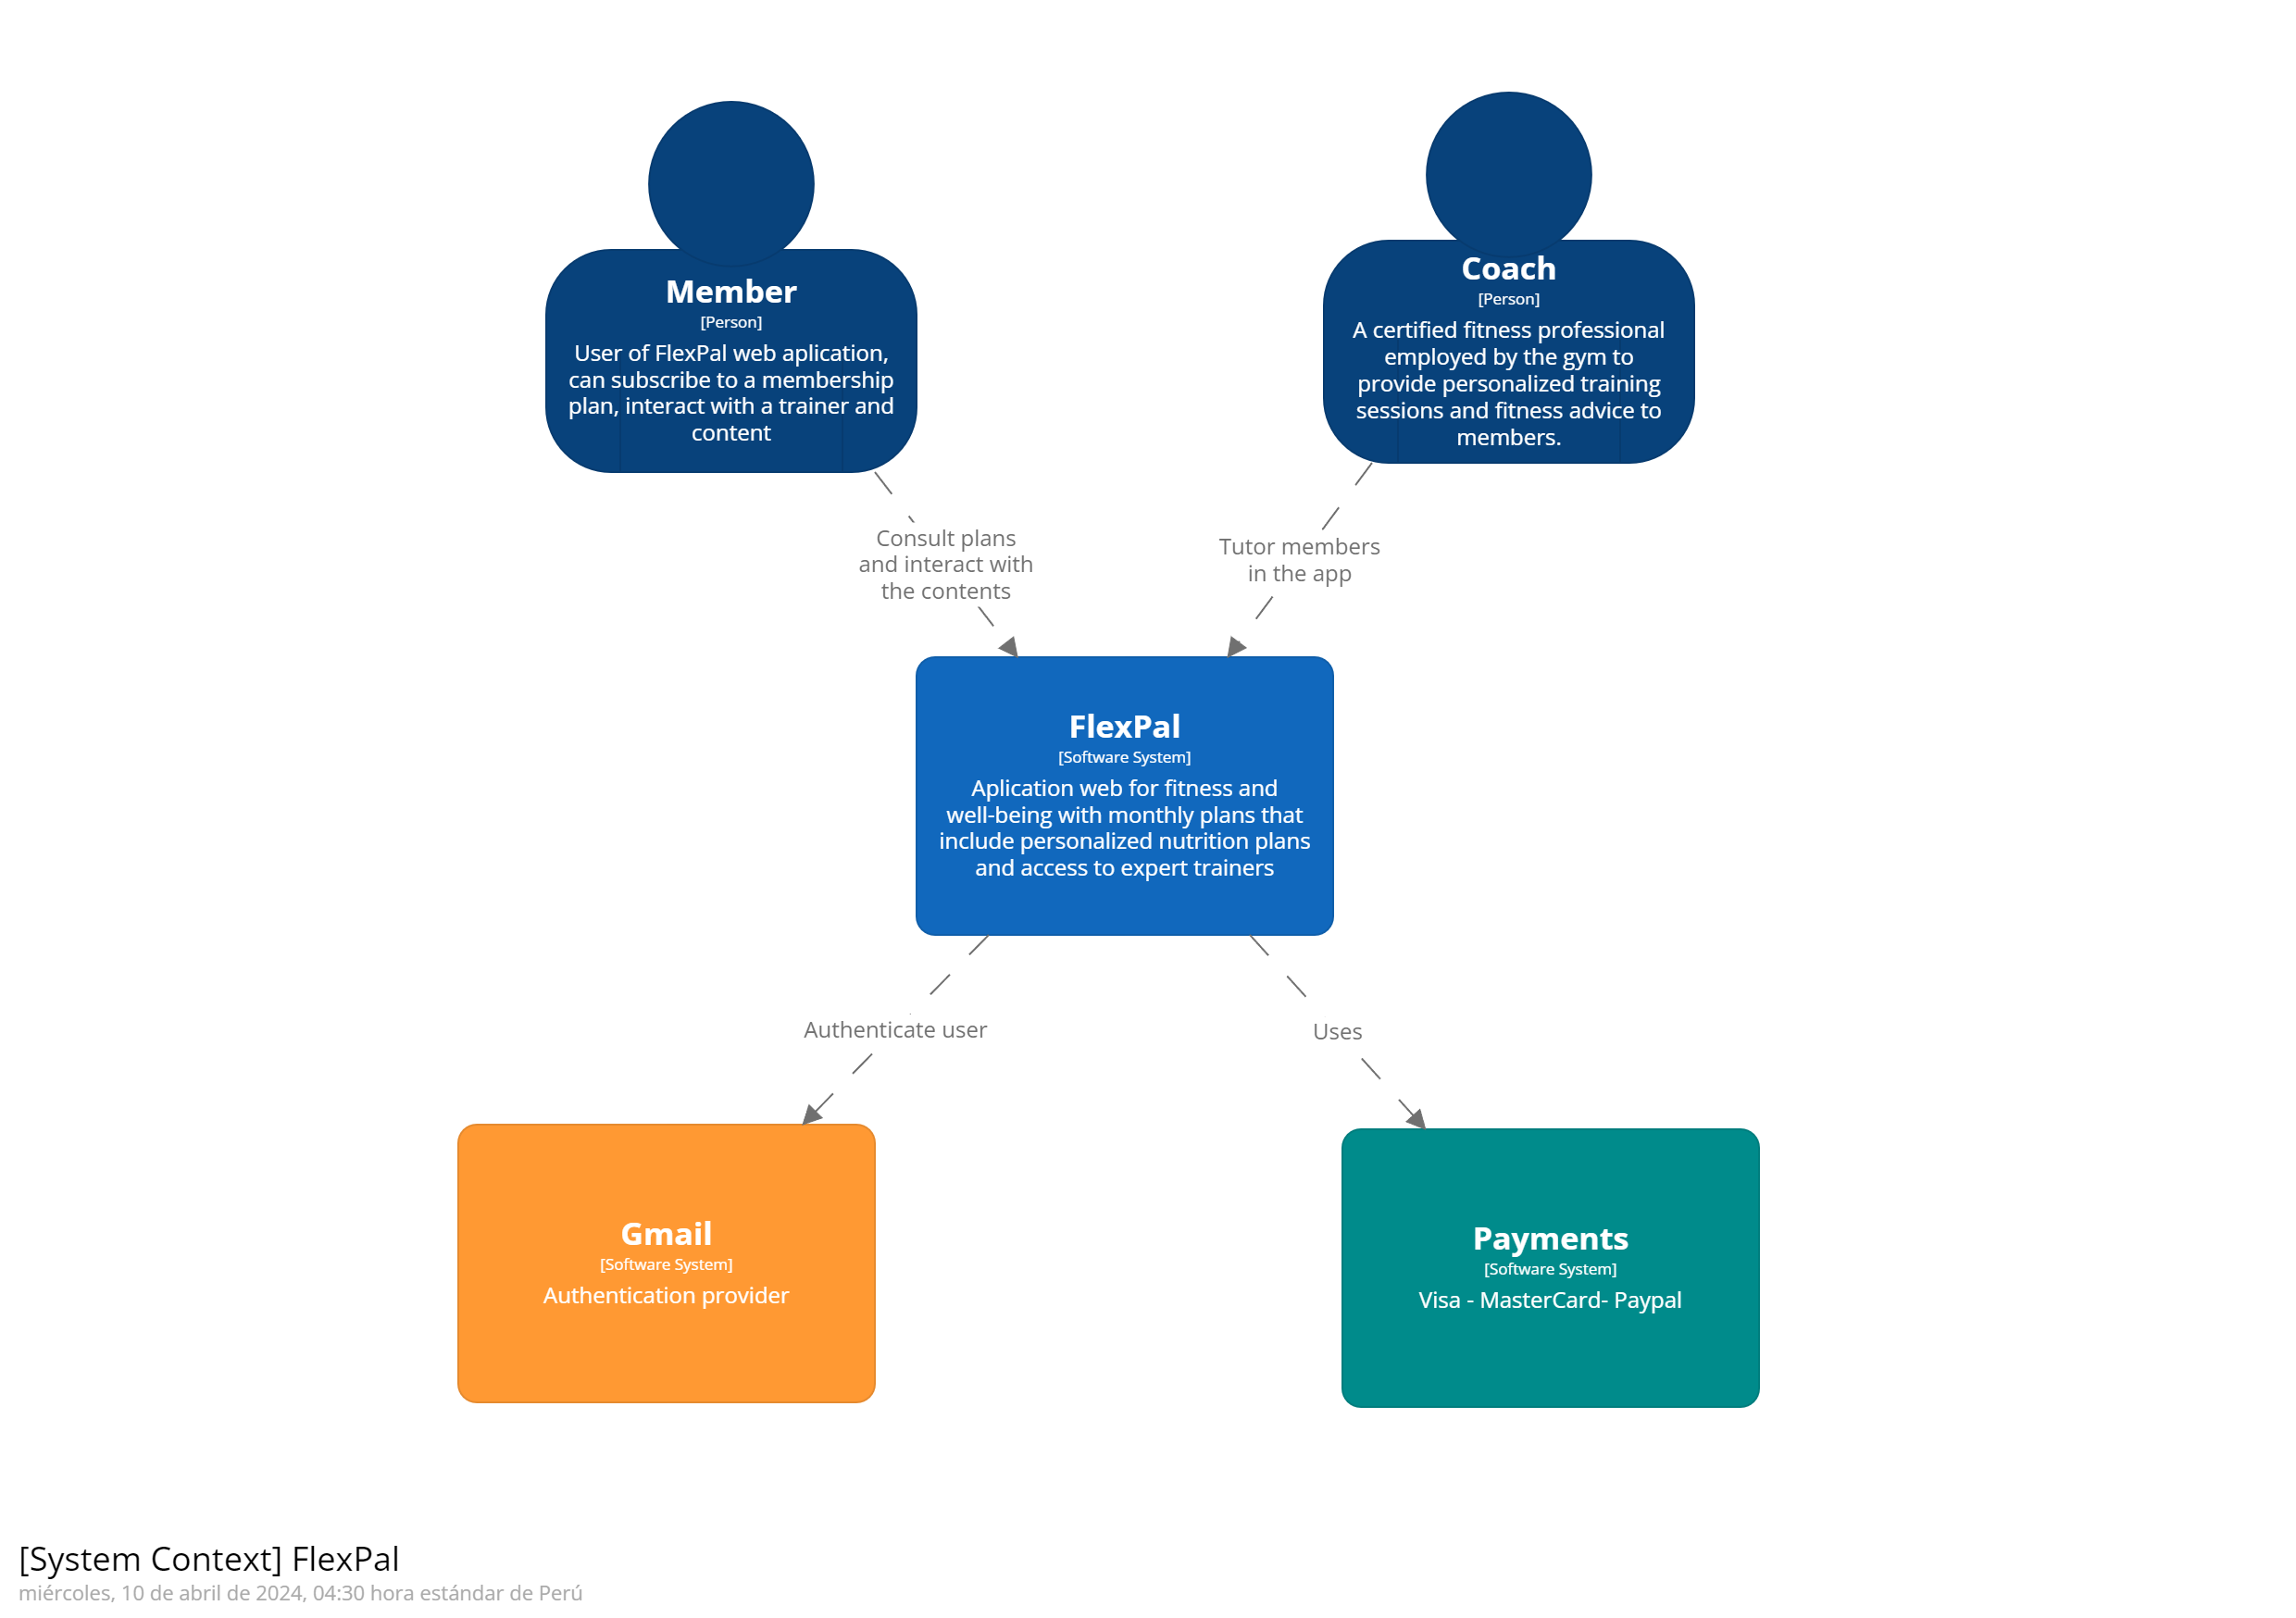 Member
[Person]
User of FlexPal web aplication,
can subscribe to a membership
plan, interact with a trainer and
content
Coach
[Person]
A certified fitness professional
employed by the gym to
provide personalized training
sessions and fitness advice to
members.
Consult plans
and interact with
the contents
Tutor members
in the app
FlexPal
[Software System]
Aplication web for fitness and
well-being with monthly plans that
include personalized nutrition plans
and access to expert trainers
Authenticate user
Uses
Gmail
[Software System]
Authentication provider
Payments
[Software System]
Visa - MasterCard- Paypal
[System Context] FlexPal
miércoles, 10 de abril de 2024, 04:30 hora estándar de Perú